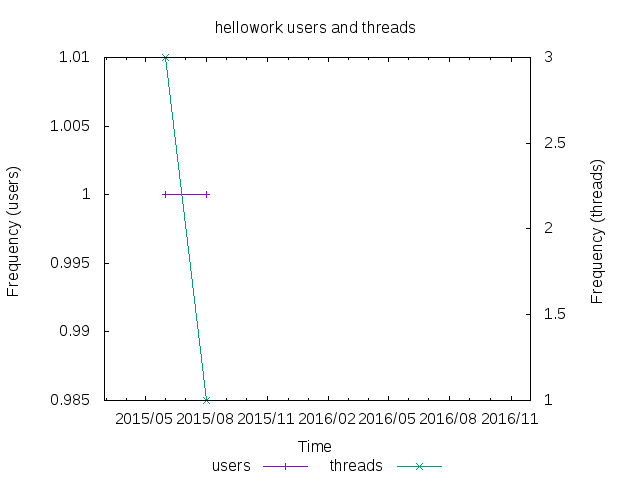 hellowork users and threads
1.01
1.005
1
0.995
0.99
0.985
Frequency (users)
3
2.5
2
1.5
1
Frequency (threads)
2015/05 2015/08 2015/11 2016/02 2016/05 2016/08 2016/11
Time
users threads